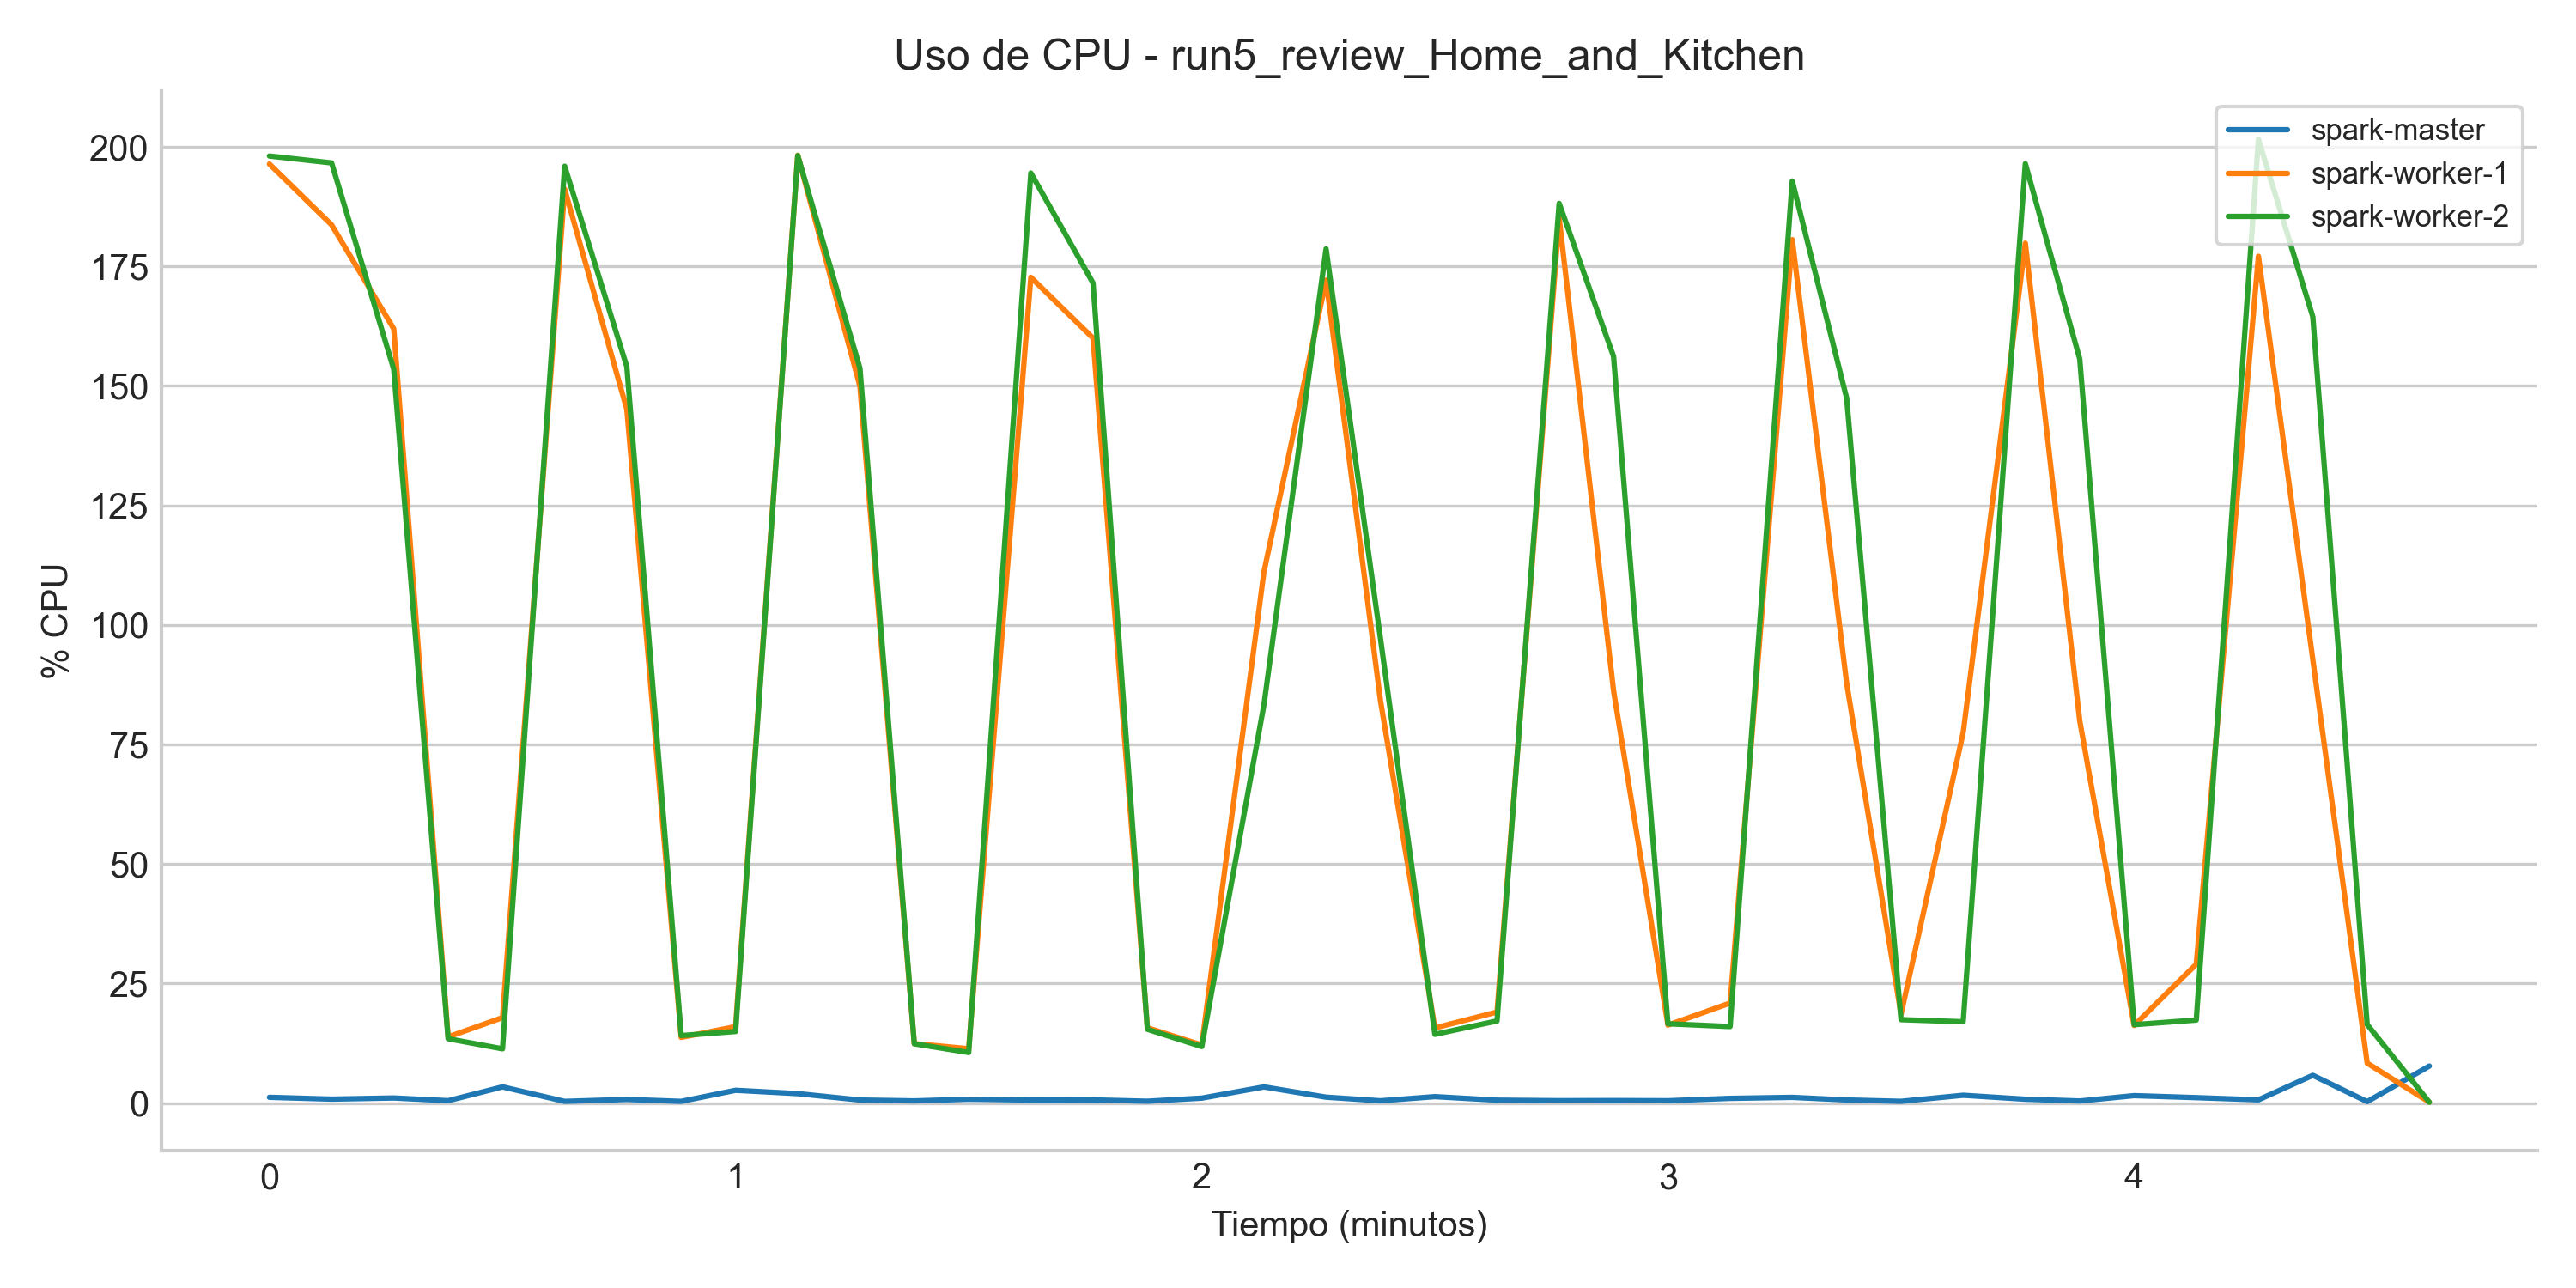 Uso de CPU - run5_review_Home_and_Kitchen
spark-master
spark-worker-1
spark-worker-2
200
175
150
125
100
75
50
25
0
% CPU
0 1 2 3 4
Tiempo (minutos)